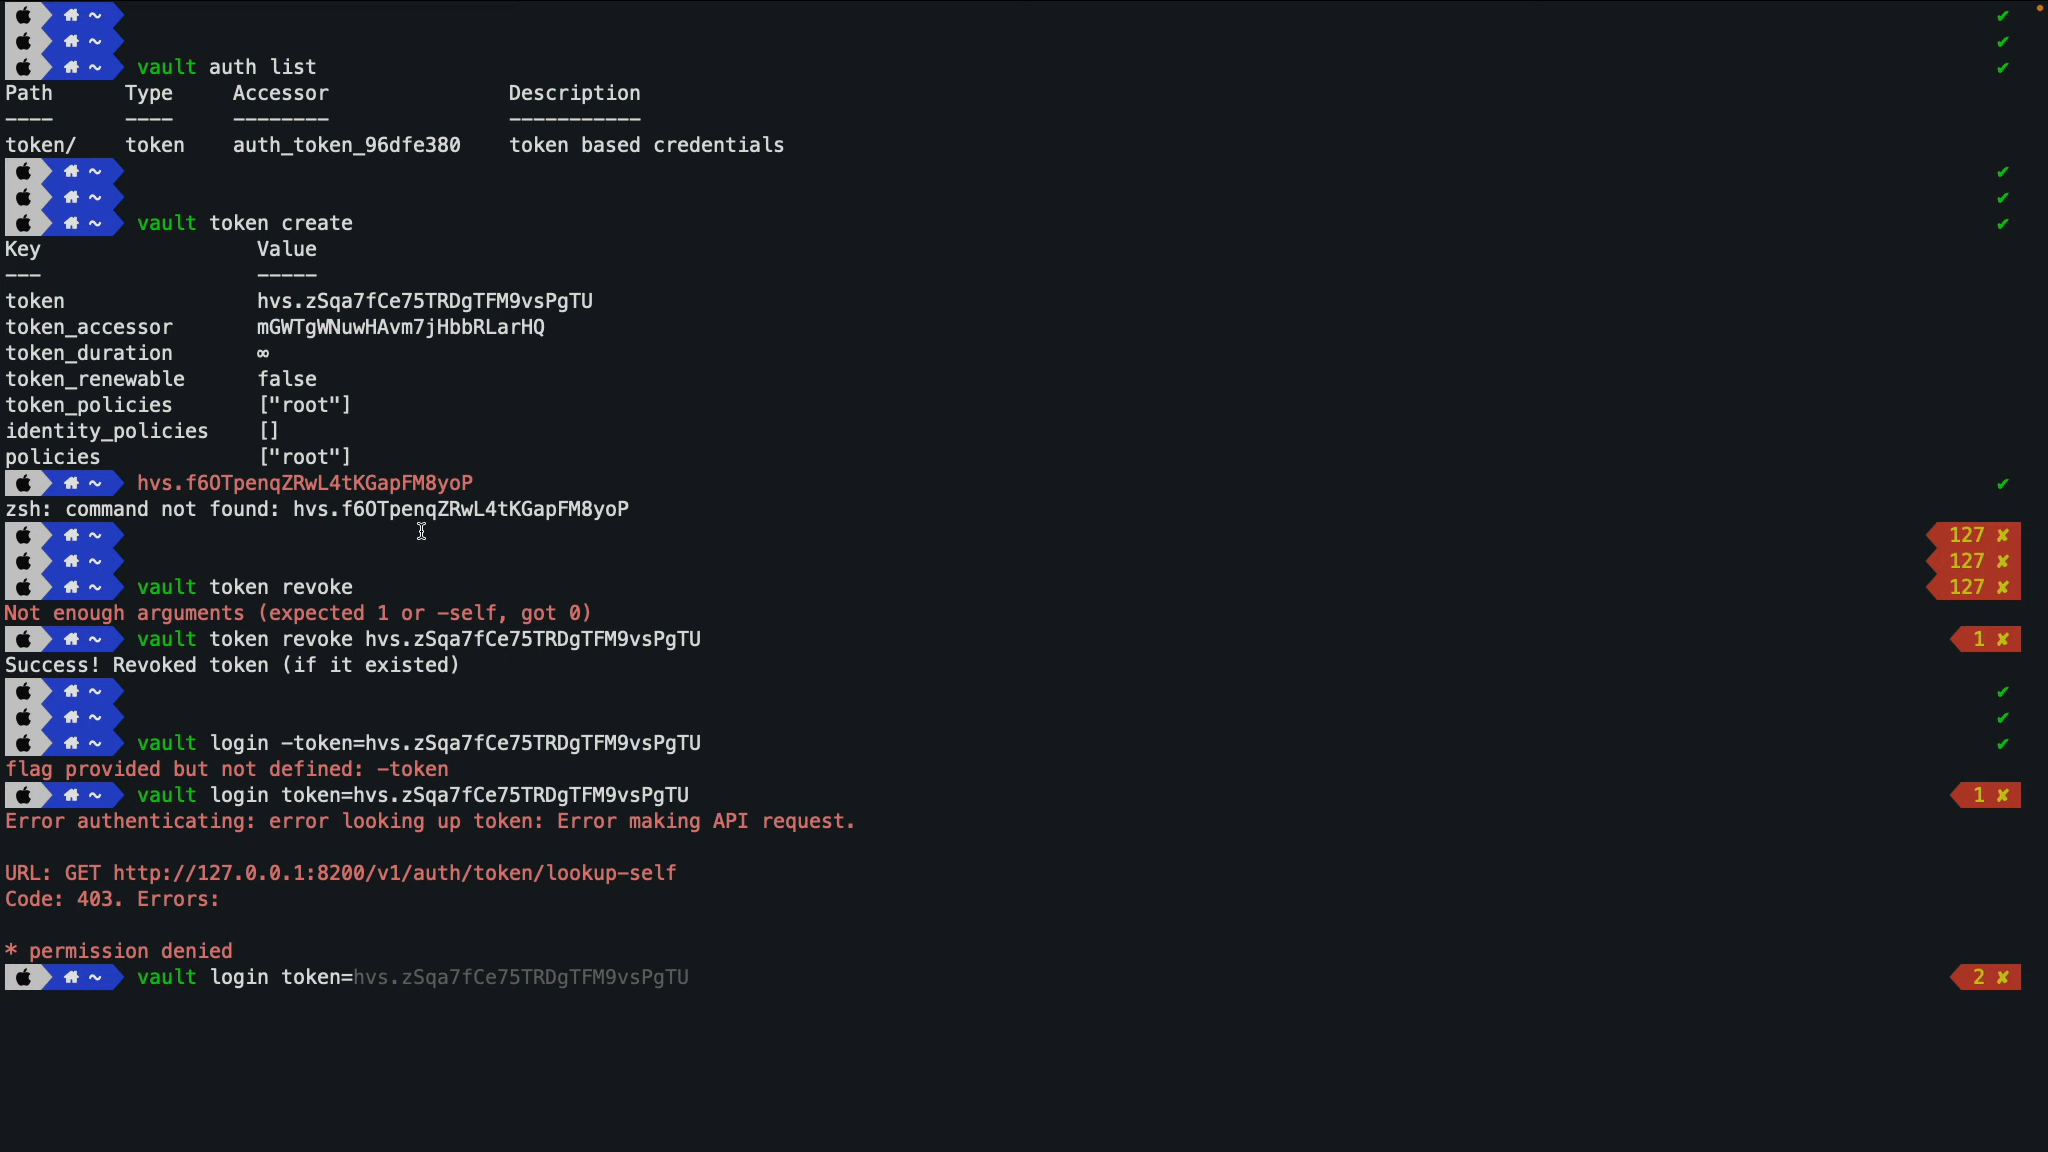 ~ ✔
~ ✔
~ vault auth list ✔
Path Type Accessor Description
---- ---- -------- -----------
token/ token auth_token_96dfe380 token based credentials
~ ✔
~ ✔
~ vault token create ✔
Key Value
--- -----
token hvs.zSqa7fCe75TRDgTFM9vsPgTU
token_accessor mGWTgWNuwHAvm7jHbbRLarHQ
token_duration ∞
token_renewable false
token_policies ["root"]
identity_policies []
policies ["root"]
~ hvs.f6OTpenqZRwL4tKGapFM8yoP ✔
zsh: command not found: hvs.f6OTpenqZRwL4tKGapFM8yoP
~ 127 ✘
~ 127 ✘
~ vault token revoke 127 ✘
Not enough arguments (expected 1 or -self, got 0)
~ vault token revoke hvs.zSqa7fCe75TRDgTFM9vsPgTU 1 ✘
Success! Revoked token (if it existed)
~ ✔
~ ✔
~ vault login -token=hvs.zSqa7fCe75TRDgTFM9vsPgTU ✔
flag provided but not defined: -token
~ vault login token=hvs.zSqa7fCe75TRDgTFM9vsPgTU 1 ✘
Error authenticating: error looking up token: Error making API request.
URL: GET http://127.0.0.1:8200/v1/auth/token/lookup-self
Code: 403. Errors:
* permission denied
~ vault login token=hvs.zSqa7fCe75TRDgTFM9vsPgTU 2 ✘